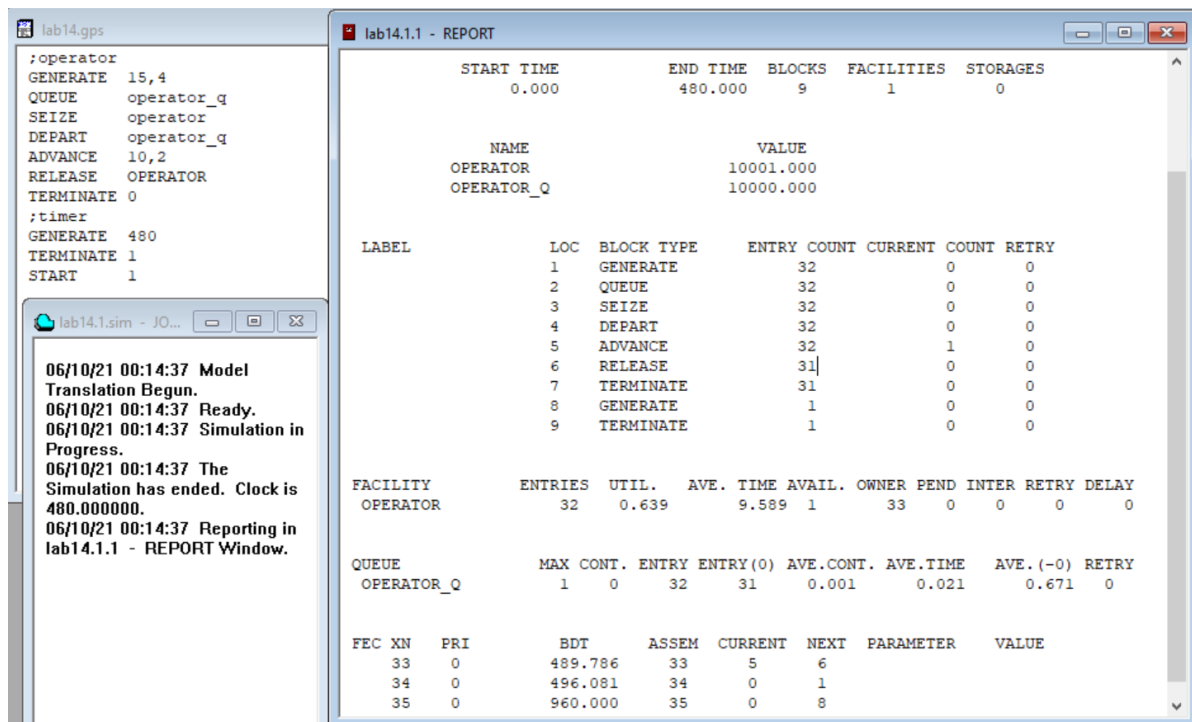 lab14.gps
;operator
GENERATE 15,4
QUEUE operator_q
SEIZE operator
DEPART operator_q
ADVANCE 10,2
RELEASE OPERATOR
TERMINATE 0
;timer
GENERATE 480
TERMINATE 1
START 1
lab14.1.sim - JO...
06/10/21 00:14:37 Model
Translation Begun.
06/10/21 00:14:37 Ready.
06/10/21 00:14:37 Simulation in
Progress.
06/10/21 00:14:37 The
Simulation has ended. Clock is
480.000000.
06/10/21 00:14:37 Reporting in
lab14.1.1 - REPORT Window.
lab14.1.1 - REPORT
START TIME END TIME BLOCKS FACILITIES STORAGES
0.000 480.000 9 1 0
NAME VALUE
OPERATOR 10001.000
OPERATOR_Q 10000.000
LABEL LOC BLOCK TYPE ENTRY COUNT CURRENT COUNT RETRY
1 GENERATE 32 0 0
2 QUEUE 32 0 0
3 SEIZE 32 0 0
4 DEPART 32 0 0
5 ADVANCE 32 1 0
6 RELEASE 31 0 0
7 TERMINATE 31 0 0
8 GENERATE 1 0 0
9 TERMINATE 1 0 0
FACILITY ENTRIES UTIL. AVE. TIME AVAIL. OWNER PEND INTER RETRY DELAY
OPERATOR 32 0.639 9.589 1 33 0 0 0 0
QUEUE MAX CONT. ENTRY ENTRY(0) AVE.CONT. AVE.TIME AVE.(-0) RETRY
OPERATOR_Q 1 0 32 31 0.001 0.021 0.671 0
FEC XN PRI BDT ASSEM CURRENT NEXT PARAMETER VALUE
33 0 489.786 33 5 6
34 0 496.081 34 0 1
35 0 960.000 35 0 8